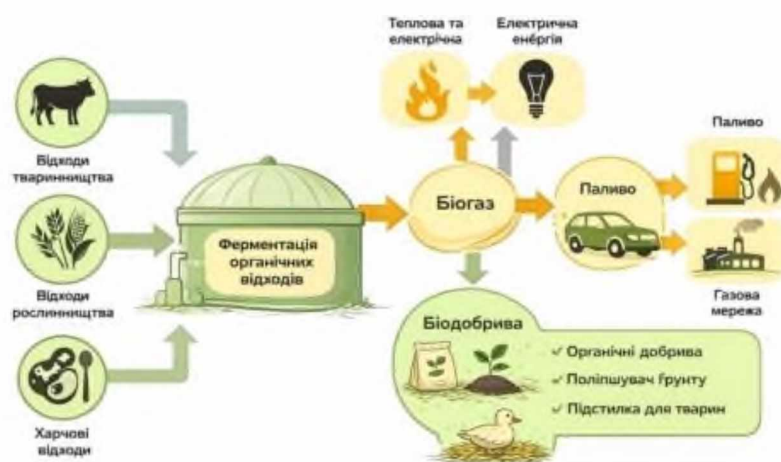 Теплова та
електрична
Електрична
енéргія
Відходи
тваринництва
Відходи
рослинництва
Харчові
відходи
Ферментація
органічних
відходів
Біогаз
Паливо
Паливо
Газова
мережа
Біодобрива
✓ Органічні добрива
✓ Поліпшувач ґрунту
✓ Підстилка для тварин